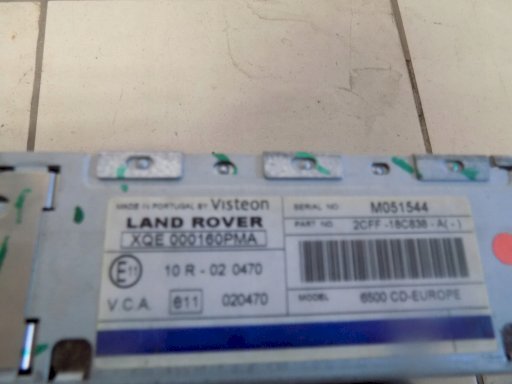 MADE IN PORTUGAL BY Visteon
LAND ROVER
XQE 000160PMA
E11 10 R - 02 0470
V.C.A. e11 020470
SERIAL NO M051544
PART NO 2CFF -18C838 - A( - )
MODEL 6500 CD-EUROPE